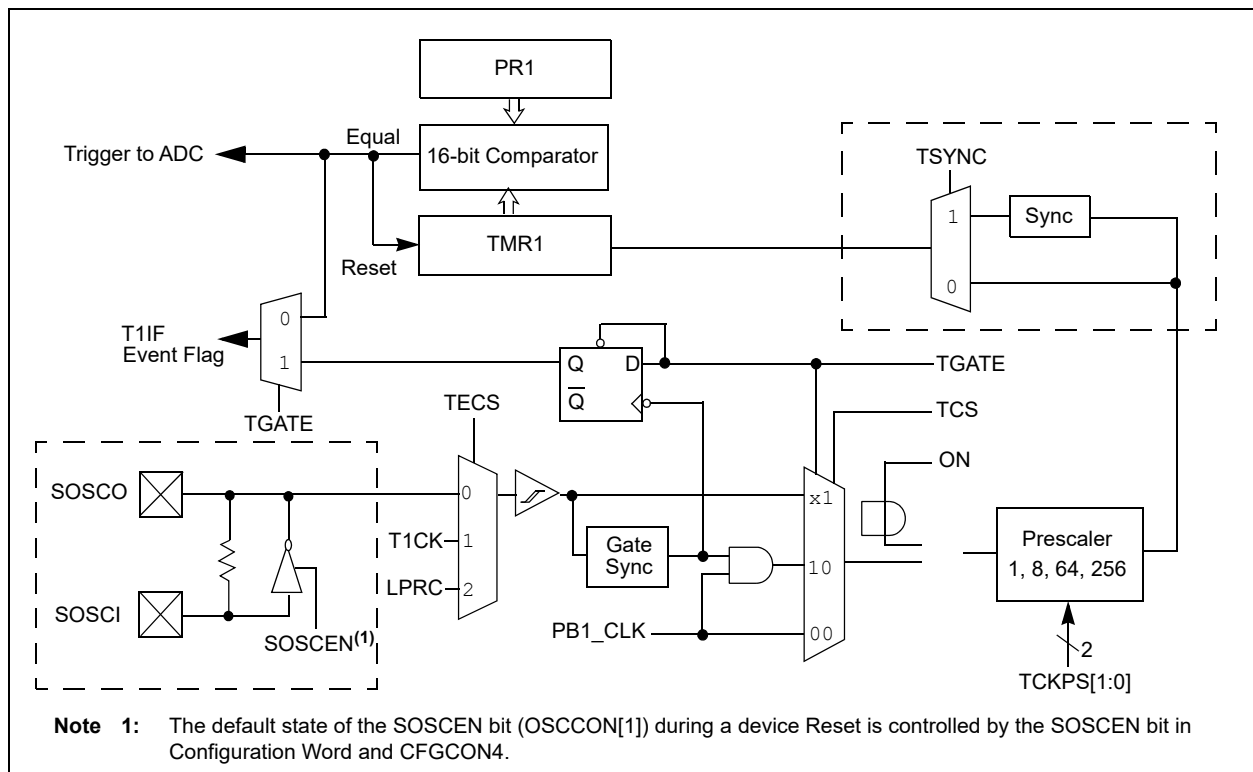 PR1
Equal
Trigger to ADC
16-bit Comparator
TSYNC
1
Sync
TMR1
Reset
0
0
T1IF
Event Flag
1
Q
D
TGATE
Q
TGATE
TECS
TCS
ON
SOSCO
0
x1
T1CK
1
Gate
Sync
Prescaler
1, 8, 64, 256
10
LPRC
2
SOSCI
PB1_CLK
00
SOSCEN(1)
2
TCKPS[1:0]
Note 1: The default state of the SOSCEN bit (OSCCON[1]) during a device Reset is controlled by the SOSCEN bit in
Configuration Word and CFGCON4.